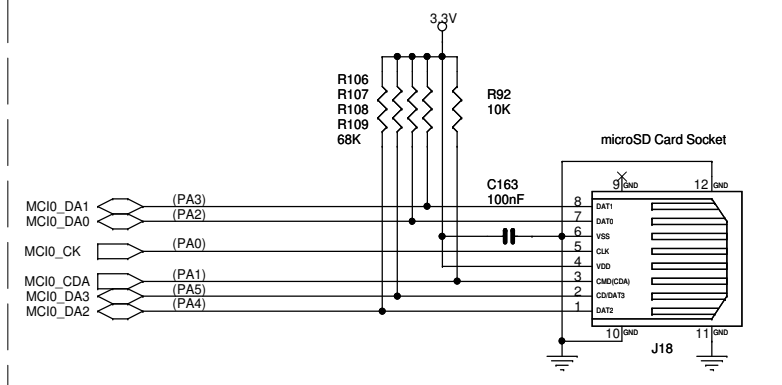 3.3V
R106
R107
R108
R109
68K
R92
10K
microSD Card Socket
C163
100nF
9 GND
12 GND
MCI0_DA1 (PA3) 8 DAT1
MCI0_DA0 (PA2) 7 DAT0
6 VSS
MCI0_CK (PA0) 5 CLK
4 VDD
MCI0_CDA (PA1) 3 CMD(CDA)
MCI0_DA3 (PA5) 2 CD/DAT3
MCI0_DA2 (PA4) 1 DAT2
10 GND
11 GND
J18